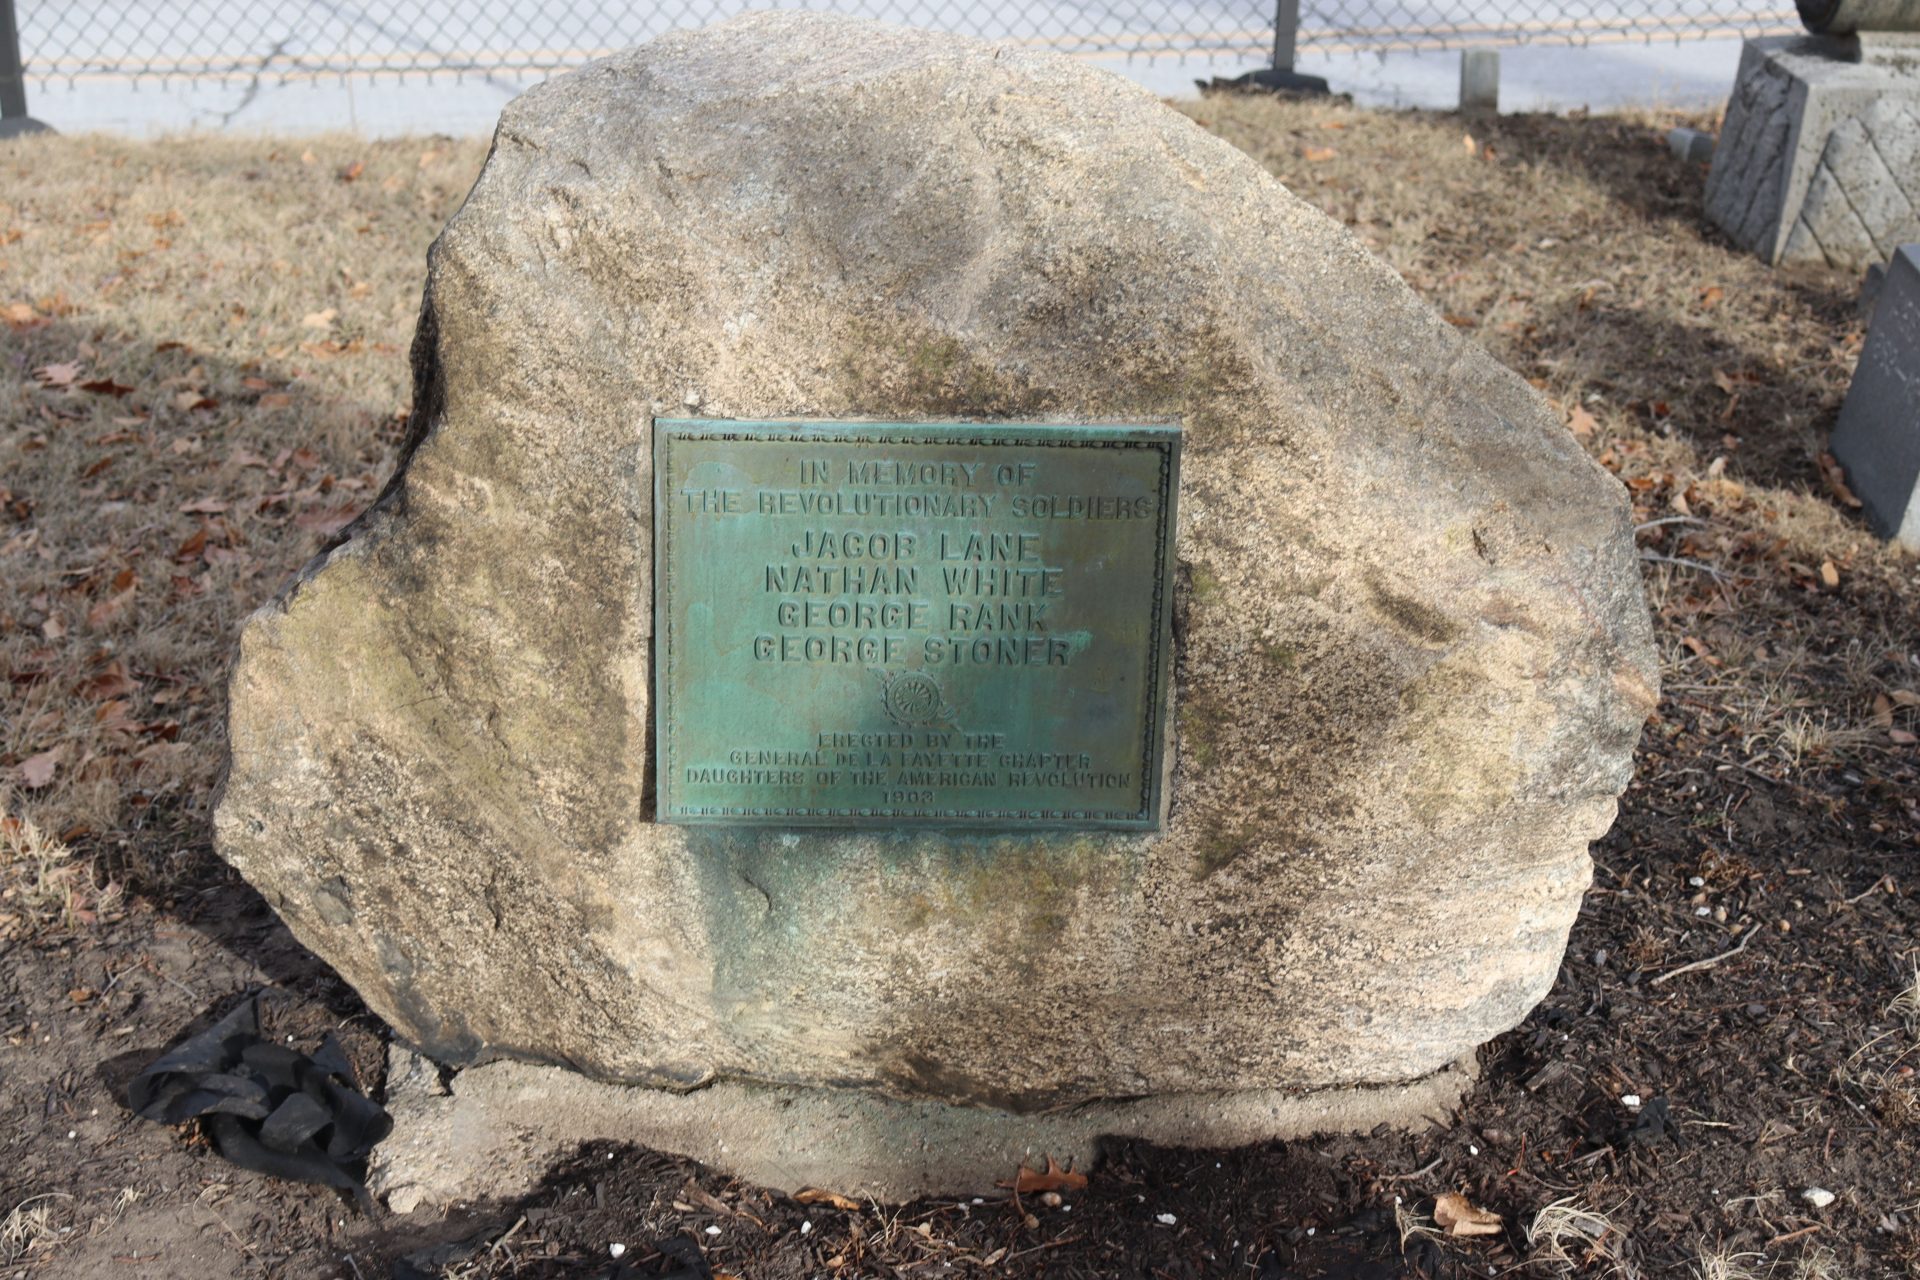 IN MEMORY OF
THE REVOLUTIONARY SOLDIERS
JACOB LANE
NATHAN WHITE
GEORGE RANK
GEORGE STONER
ERECTED BY THE
GENERAL DE LA FAYETTE CHAPTER
DAUGHTERS OF THE AMERICAN REVOLUTION
1903